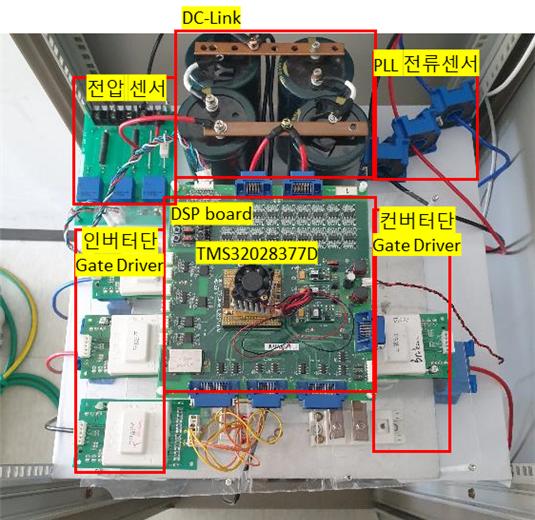 DC-Link
PLL 전류센서
전압 센서
DSP board
TMS32028377D
인버터단
Gate Driver
컨버터단
Gate Driver